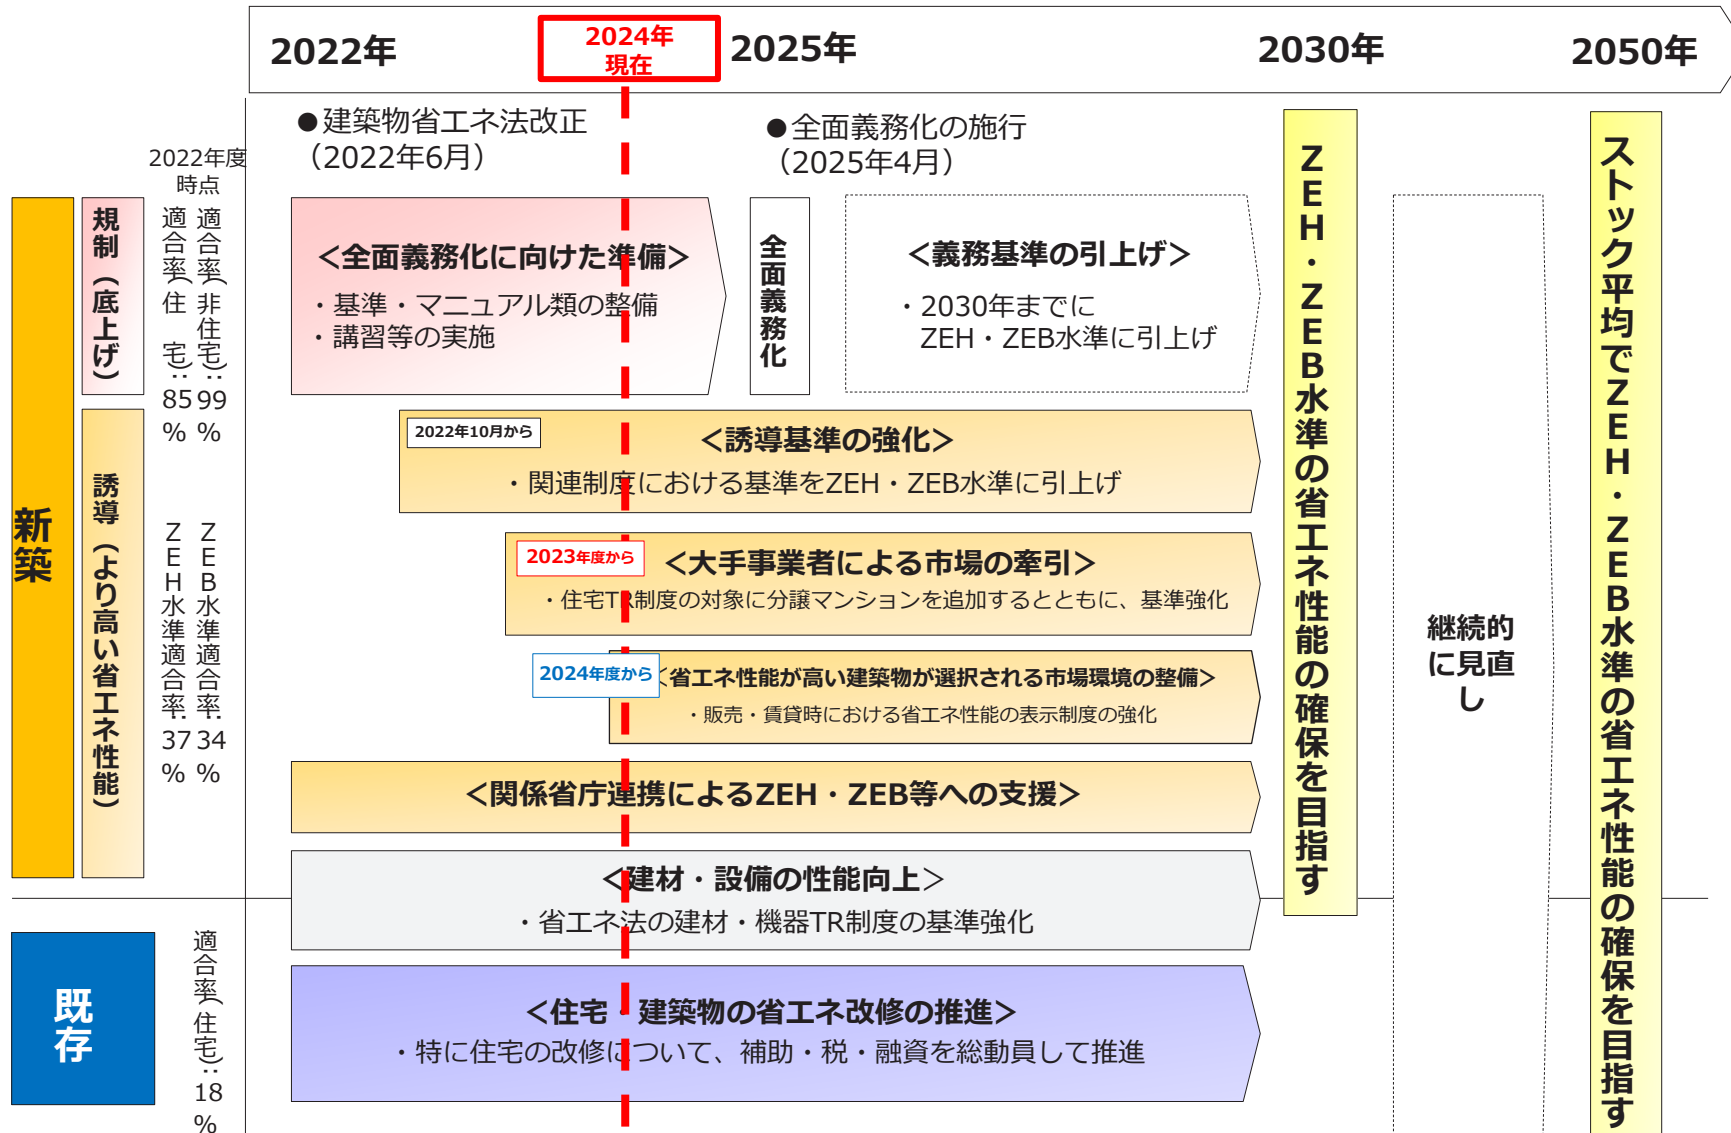 2022年
2024年
現在
2025年
2030年
2050年
●建築物省エネ法改正
（2022年6月）
●全面義務化の施行
（2025年4月）
2022年度
時点
新築
規制（底上げ）
適合率（住　宅）：85%
適合率（非住宅）：99%
＜全面義務化に向けた準備＞
・基準・マニュアル類の整備
・講習等の実施
全面義務化
＜義務基準の引上げ＞
・2030年までに
ZEH・ZEB水準に引上げ
誘導（より高い省エネ性能）
ZEH水準適合率：37%
ZEB水準適合率：34%
2022年10月から
＜誘導基準の強化＞
・関連制度における基準をZEH・ZEB水準に引上げ
2023年度から
＜大手事業者による市場の牽引＞
・住宅TR制度の対象に分譲マンションを追加するとともに、基準強化
2024年度から
＜省エネ性能が高い建築物が選択される市場環境の整備＞
・販売・賃貸時における省エネ性能の表示制度の強化
＜関係省庁連携によるZEH・ZEB等への支援＞
＜建材・設備の性能向上＞
・省エネ法の建材・機器TR制度の基準強化
既存
適合率（住宅）：18%
＜住宅・建築物の省エネ改修の推進＞
・特に住宅の改修について、補助・税・融資を総動員して推進
ZEH・ZEB水準の省エネ性能の確保を目指す
継続的
に見直
し
ストック平均でZEH・ZEB水準の省エネ性能の確保を目指す